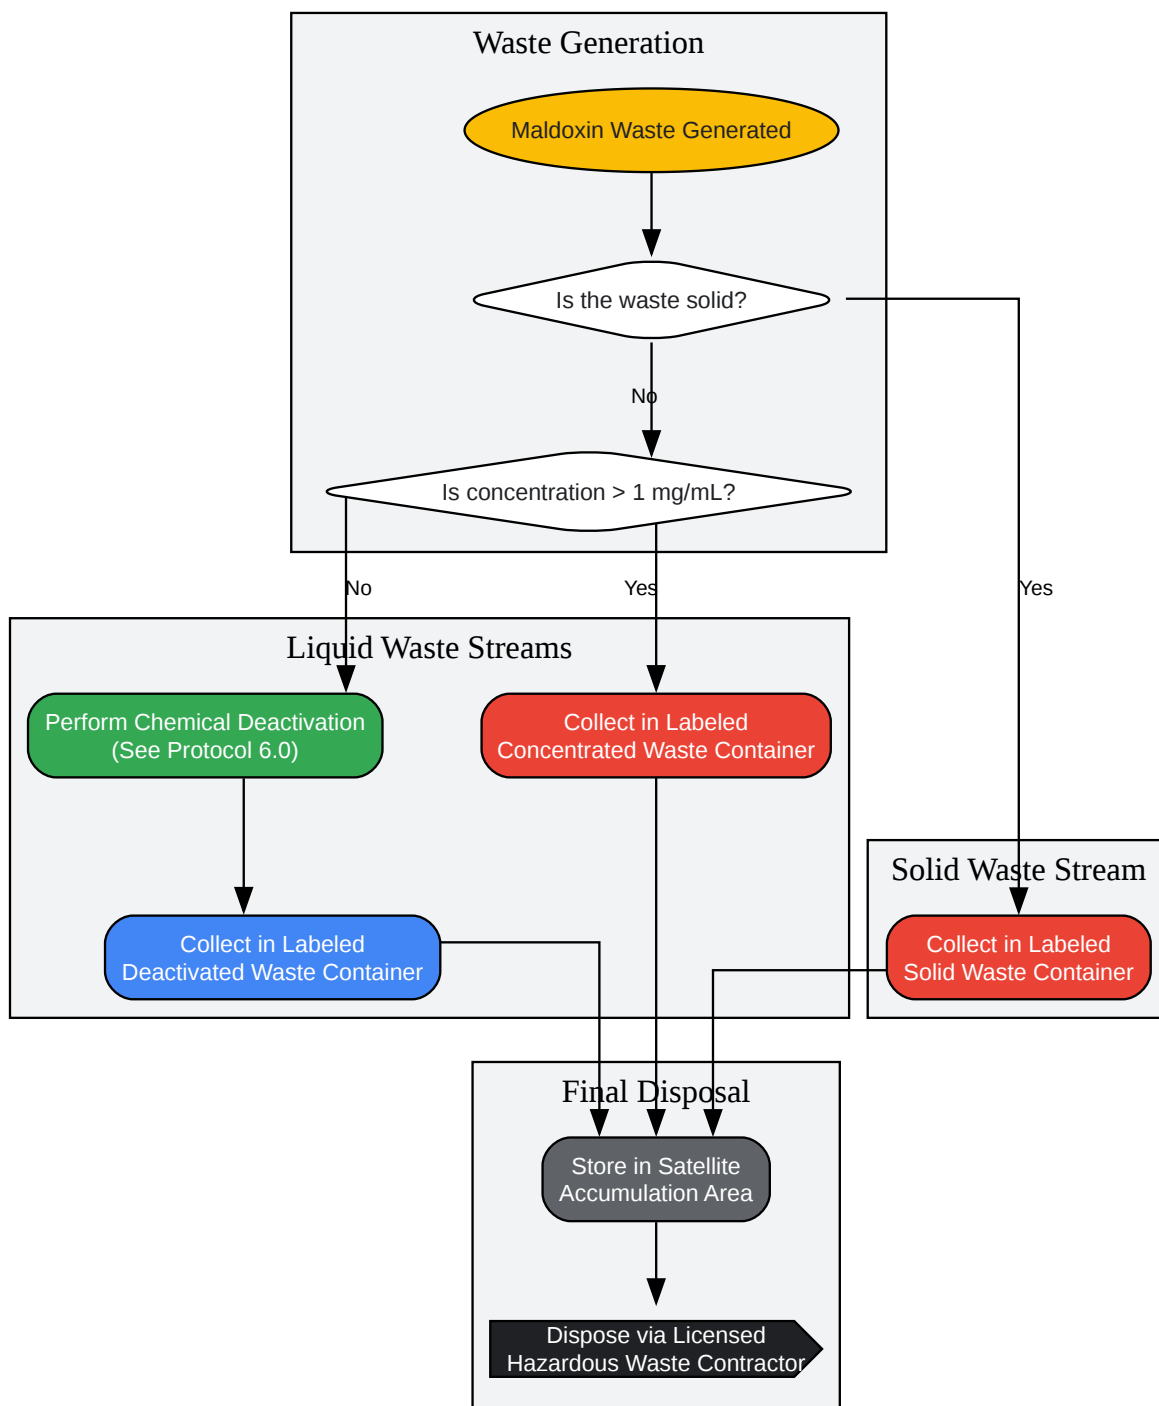 Waste Generation
Maldoxin Waste Generated
Is the waste solid?
No
Is concentration > 1 mg/mL?
No
Yes
Yes
Liquid Waste Streams
Perform Chemical Deactivation
(See Protocol 6.0)
Collect in Labeled
Concentrated Waste Container
Solid Waste Stream
Collect in Labeled
Deactivated Waste Container
Collect in Labeled
Solid Waste Container
Final Disposal
Store in Satellite
Accumulation Area
Dispose via Licensed
Hazardous Waste Contractor